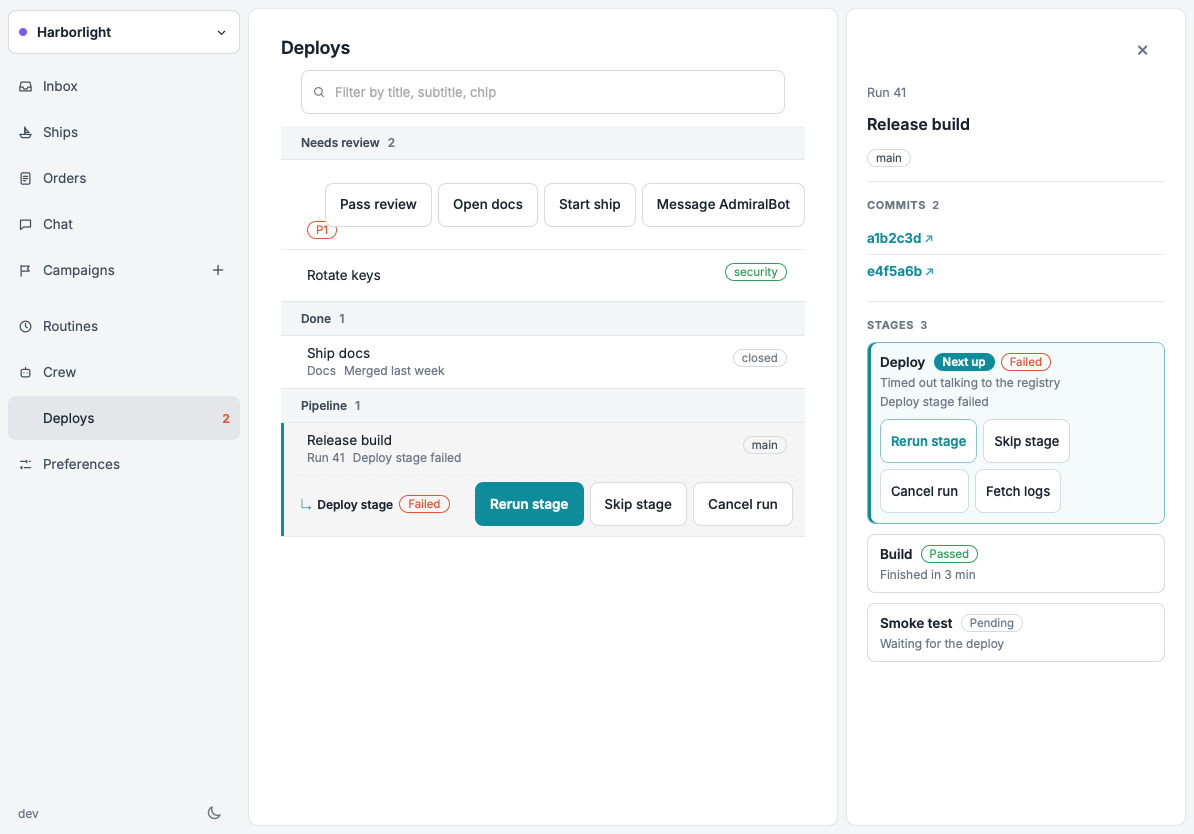 Harborlight
Inbox
Ships
Orders
Chat
Campaigns
Routines
Crew
Deploys 2
Preferences
dev
Deploys
Filter by title, subtitle, chip
Needs review 2
Pass review Open docs Start ship Message AdmiralBot
P1
Rotate keys security
Done 1
Ship docs closed
Docs Merged last week
Pipeline 1
Release build main
Run 41 Deploy stage failed
Deploy stage Failed Rerun stage Skip stage Cancel run
Run 41
Release build
main
COMMITS 2
a1b2c3d
e4f5a6b
STAGES 3
Deploy Next up Failed
Timed out talking to the registry
Deploy stage failed
Rerun stage Skip stage
Cancel run Fetch logs
Build Passed
Finished in 3 min
Smoke test Pending
Waiting for the deploy